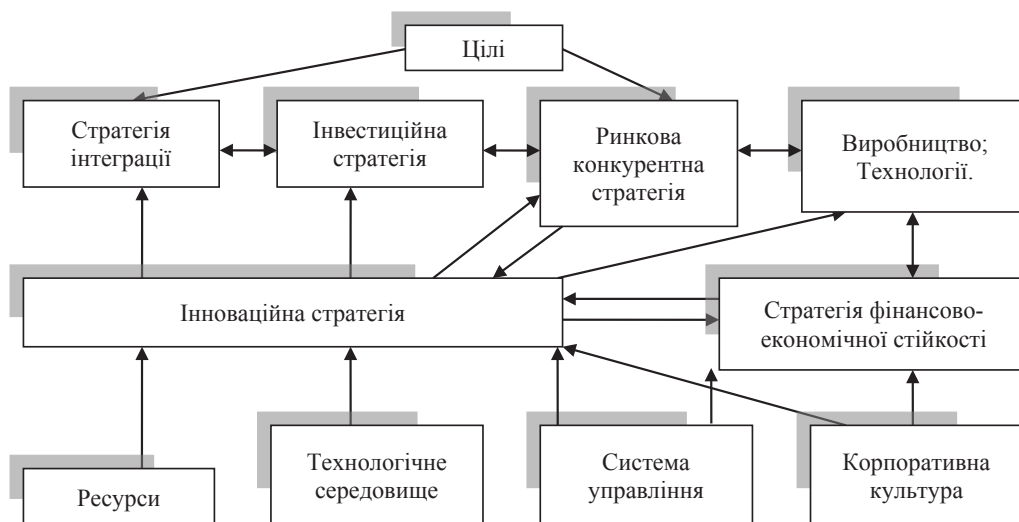 Цілі
Стратегія
інтеграції
Інвестиційна
стратегія
Ринкова
конкурентна
стратегія
Виробництво;
Технології.
Інноваційна стратегія
Стратегія фінансово-
економічної стійкості
Ресурси
Технологічне
середовище
Система
управління
Корпоративна
культура